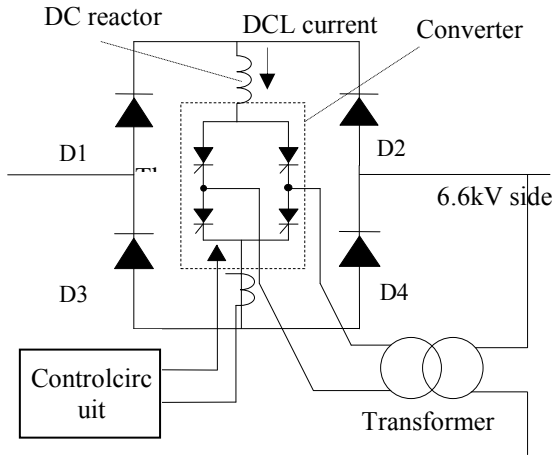 DC reactor
DCL current
Converter
D1
D2
6.6kV side
D3
D4
Controlcirc
uit
Transformer